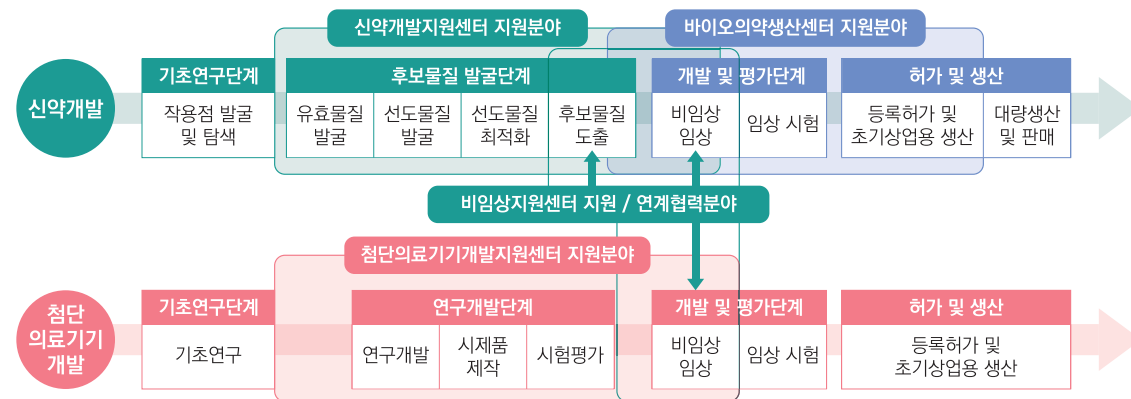 신약개발지원센터 지원분야
바이오의약생산센터 지원분야
신약개발
기초연구단계
작용점 발굴
및 탐색
후보물질 발굴단계
유효물질
발굴
선도물질
발굴
선도물질
최적화
후보물질
도출
개발 및 평가단계
비임상
임상
임상 시험
허가 및 생산
등록허가 및
초기상업용 생산
대량생산
및 판매
비임상지원센터 지원 / 연계협력분야
첨단의료기기개발지원센터 지원분야
첨단
의료기기
개발
기초연구단계
기초연구
연구개발단계
연구개발
시제품
제작
시험평가
개발 및 평가단계
비임상
임상
임상 시험
허가 및 생산
등록허가 및
초기상업용 생산